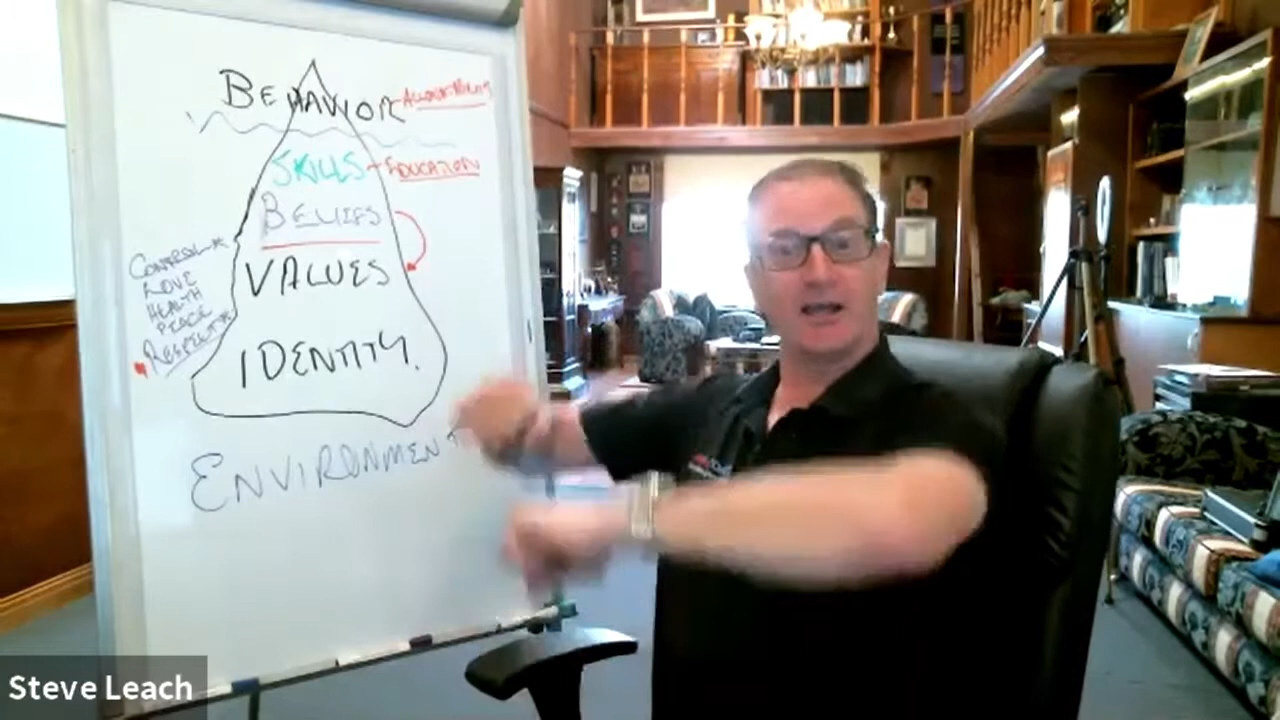 BEHAVIOR - ACCOUNTABILITY
SKILLS - EDUCATION
BELIEFS
VALUES
CONTROL
LOVE
HEALTH
PEACE
RESPECT
IDENTITY.
ENVIRONMENT
Steve Leach